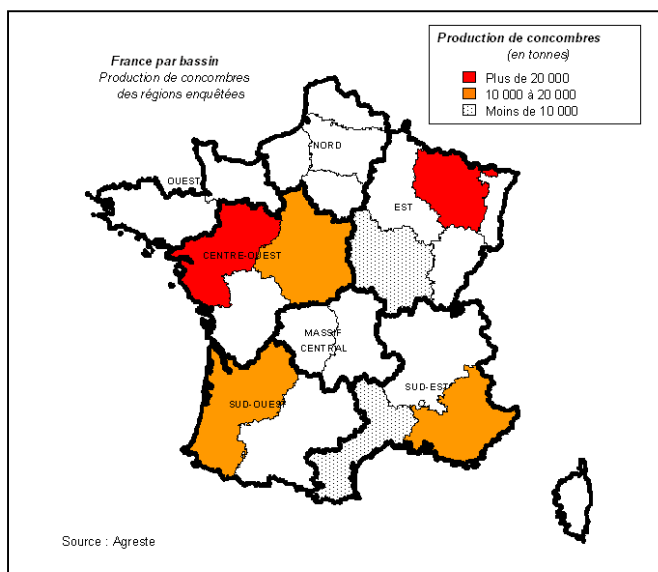 France par bassin
Production de concombres
des régions enquêtées
Production de concombres
(en tonnes)
Plus de 20 000
10 000 à 20 000
Moins de 10 000
NORD
OUEST
EST
CENTRE-OUEST
MASSIF
CENTRAL
SUD-EST
SUD-OUEST
Source : Agreste